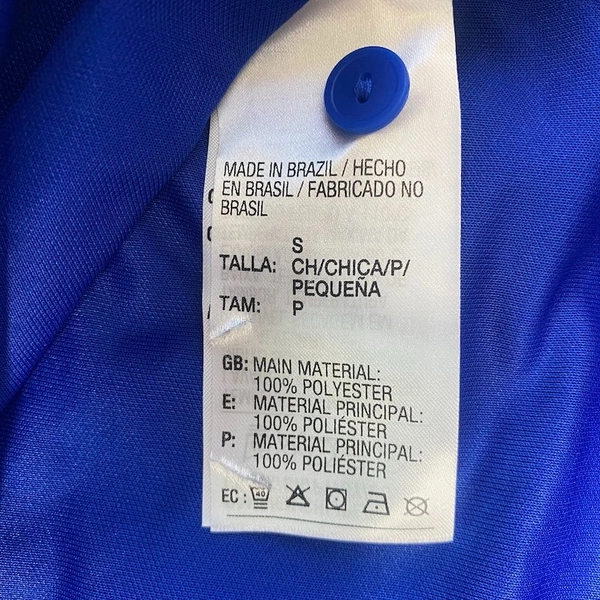 MADE IN BRAZIL / HECHO
EN BRASIL / FABRICADO NO
BRASIL
S
TALLA: CH/CHICA/P/
PEQUEÑA
TAM: P
GB: MAIN MATERIAL:
100% POLYESTER
E: MATERIAL PRINCIPAL:
100% POLIÉSTER
P: MATERIAL PRINCIPAL:
100% POLIÉSTER
EC : 40